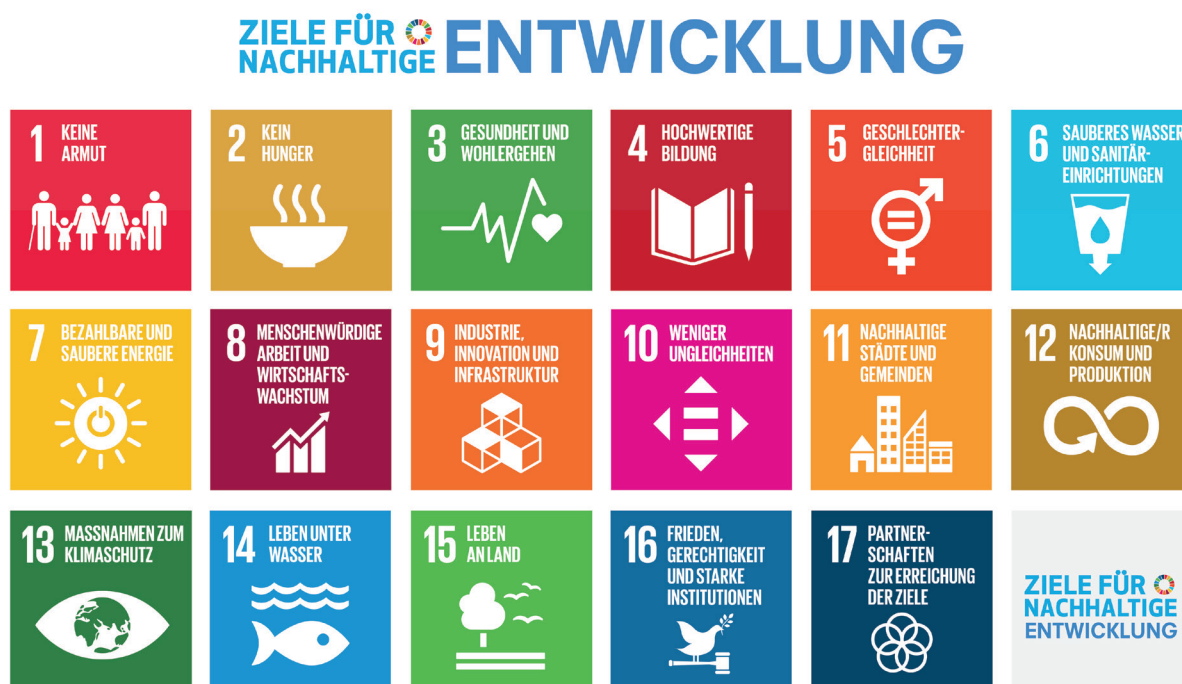 ZIELE FÜR
NACHHALTIGE
ENTWICKLUNG
1 KEINE
ARMUT
2 KEIN
HUNGER
3 GESUNDHEIT UND
WOHLERGEHEN
4 HOCHWERTIGE
BILDUNG
5 GESCHLECHTER-
GLEICHHEIT
6 SAUBERES WASSER
UND SANITÄR-
EINRICHTUNGEN
7 BEZAHLBARE UND
SAUBERE ENERGIE
8 MENSCHENWÜRDIGE
ARBEIT UND
WIRTSCHAFTS-
WACHSTUM
9 INDUSTRIE,
INNOVATION UND
INFRASTRUKTUR
10 WENIGER
UNGLEICHHEITEN
11 NACHHALTIGE
STÄDTE UND
GEMEINDEN
12 NACHHALTIGE/R
KONSUM UND
PRODUKTION
13 MASSNAHMEN ZUM
KLIMASCHUTZ
14 LEBEN UNTER
WASSER
15 LEBEN
AN LAND
16 FRIEDEN,
GERECHTIGKEIT
UND STARKE
INSTITUTIONEN
17 PARTNER-
SCHAFTEN
ZUR ERREICHUNG
DER ZIELE
ZIELE FÜR
NACHHALTIGE
ENTWICKLUNG